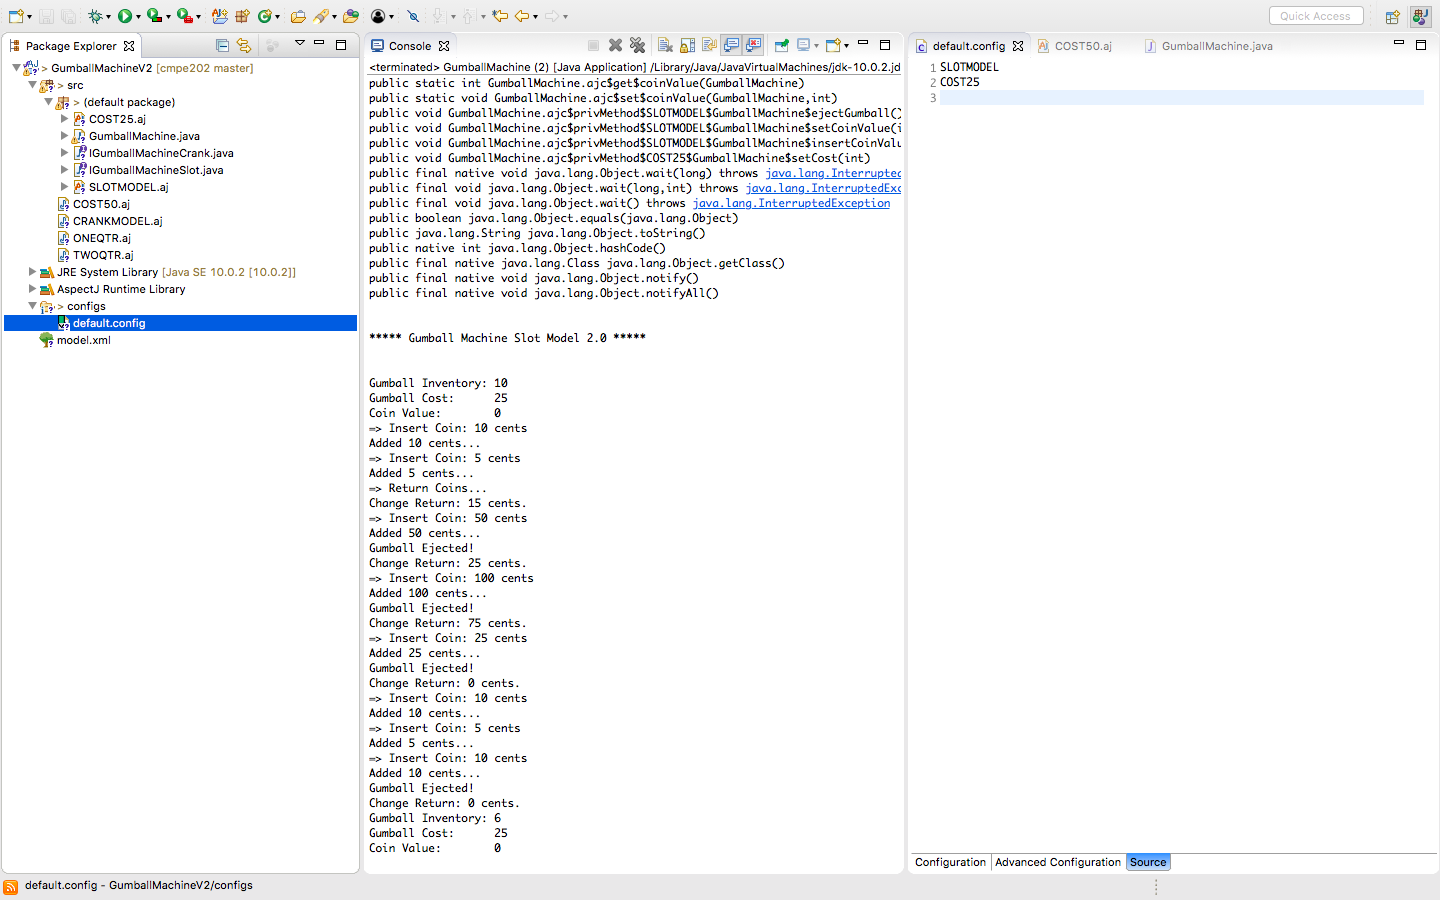 Quick Access
Package Explorer
GumballMachineV2 [cmpe202 master]
> src
> (default package)
COST25.aj
GumballMachine.java
IGumballMachineCrank.java
IGumballMachineSlot.java
SLOTMODEL.aj
COST50.aj
CRANKMODEL.aj
ONEQTR.aj
TWOQTR.aj
JRE System Library [Java SE 10.0.2 [10.0.2]]
AspectJ Runtime Library
> configs
default.config
model.xml
Console
<terminated> GumballMachine (2) [Java Application] /Library/Java/JavaVirtualMachines/jdk-10.0.2.jd
public static int GumballMachine.ajc$get$coinValue(GumballMachine)
public static void GumballMachine.ajc$set$coinValue(GumballMachine,int)
public void GumballMachine.ajc$privMethod$SLOTMODEL$GumballMachine$ejectGumball()
public void GumballMachine.ajc$privMethod$SLOTMODEL$GumballMachine$setCoinValue(i
public void GumballMachine.ajc$privMethod$SLOTMODEL$GumballMachine$insertCoinValu
public void GumballMachine.ajc$privMethod$COST25$GumballMachine$setCost(int)
public final native void java.lang.Object.wait(long) throws java.lang.Interrupted
public final void java.lang.Object.wait(long,int) throws java.lang.InterruptedExc
public final void java.lang.Object.wait() throws java.lang.InterruptedException
public boolean java.lang.Object.equals(java.lang.Object)
public java.lang.String java.lang.Object.toString()
public native int java.lang.Object.hashCode()
public final native java.lang.Class java.lang.Object.getClass()
public final native void java.lang.Object.notify()
public final native void java.lang.Object.notifyAll()
***** Gumball Machine Slot Model 2.0 *****
Gumball Inventory: 10
Gumball Cost: 25
Coin Value: 0
=> Insert Coin: 10 cents
Added 10 cents...
=> Insert Coin: 5 cents
Added 5 cents...
=> Return Coins...
Change Return: 15 cents.
=> Insert Coin: 50 cents
Added 50 cents...
Gumball Ejected!
Change Return: 25 cents.
=> Insert Coin: 100 cents
Added 100 cents...
Gumball Ejected!
Change Return: 75 cents.
=> Insert Coin: 25 cents
Added 25 cents...
Gumball Ejected!
Change Return: 0 cents.
=> Insert Coin: 10 cents
Added 10 cents...
=> Insert Coin: 5 cents
Added 5 cents...
=> Insert Coin: 10 cents
Added 10 cents...
Gumball Ejected!
Change Return: 0 cents.
Gumball Inventory: 6
Gumball Cost: 25
Coin Value: 0
default.config COST50.aj GumballMachine.java
1 SLOTMODEL
2 COST25
3
Configuration Advanced Configuration Source
default.config - GumballMachineV2/configs